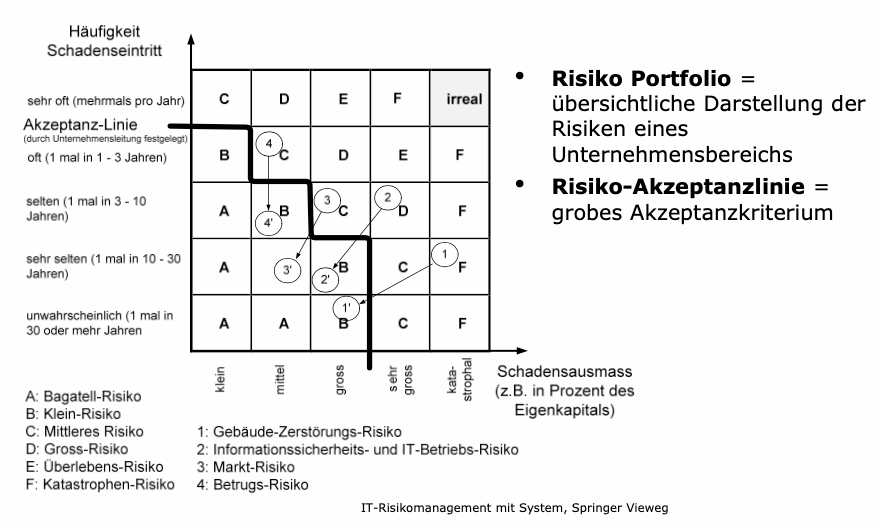 Häufigkeit
Schadenseintritt
sehr oft (mehrmals pro Jahr)
C D E F irreal
Akzeptanz-Linie
(durch Unternehmensleitung festgelegt)
oft (1 mal in 1 - 3 Jahren)
B 4 C D E F
selten (1 mal in 3 - 10
Jahren)
A B 3 C 2 D F
4'
sehr selten (1 mal in 10 - 30
Jahren)
A 3' B C 1 F
2'
unwahrscheinlich (1 mal in
30 oder mehr Jahren
1'
A A B C F
klein
mittel
gross
sehr
gross
kata-
strophal
Schadensausmass
(z.B. in Prozent des
Eigenkapitals)
A: Bagatell-Risiko
B: Klein-Risiko
C: Mittleres Risiko
D: Gross-Risiko
E: Überlebens-Risiko
F: Katastrophen-Risiko
1: Gebäude-Zerstörungs-Risiko
2: Informationssicherheits- und IT-Betriebs-Risiko
3: Markt-Risiko
4: Betrugs-Risiko
• Risiko Portfolio =
übersichtliche Darstellung der
Risiken eines
Unternehmensbereichs
• Risiko-Akzeptanzlinie =
grobes Akzeptanzkriterium
IT-Risikomanagement mit System, Springer Vieweg